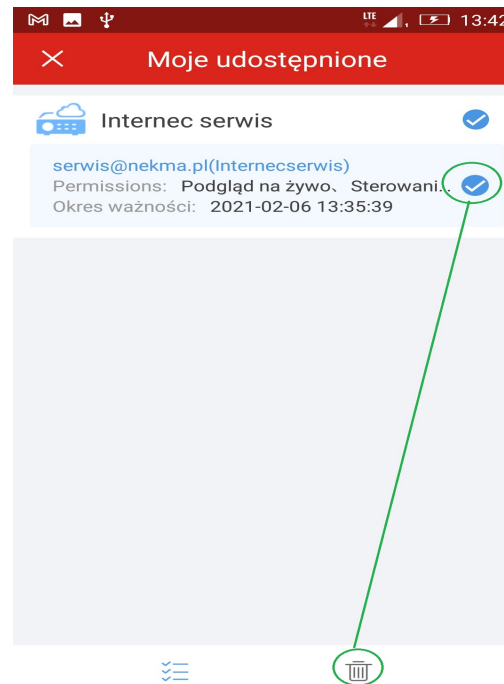 LTE 13:42
Moje udostępnione
Internec serwis
serwis@nekma.pl(Internecserwis)
Permissions: Podgląd na żywo、Sterowani...
Okres ważności: 2021-02-06 13:35:39